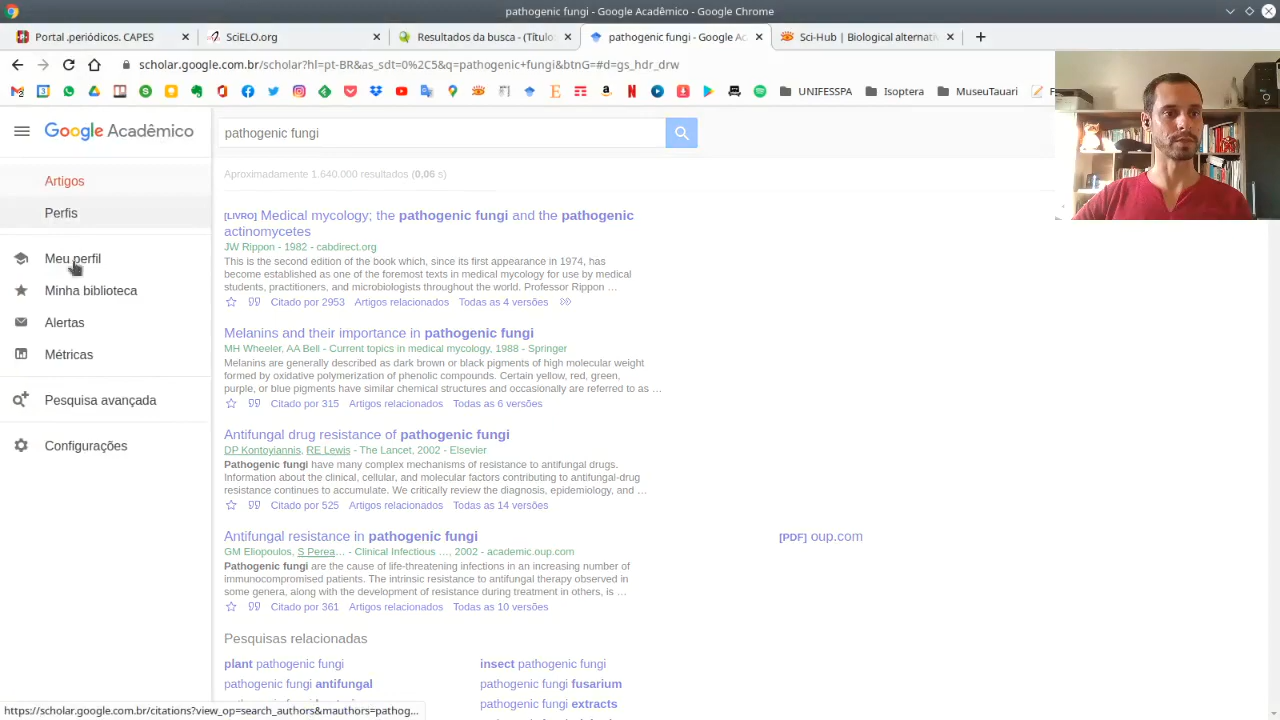 pathogenic fungi - Google Acadêmico - Google Chrome
Portal .periódicos. CAPES
SciELO.org
Resultados da busca - (Título
pathogenic fungi - Google Ac
Sci-Hub | Biological alternativ
scholar.google.com.br/scholar?hl=pt-BR&as_sdt=0%2C5&q=pathogenic+fungi&btnG=#d=gs_hdr_drw
UNIFESSPA
Isoptera
MuseuTauari
Google Acadêmico
pathogenic fungi
Artigos
Perfis
Meu perfil
Minha biblioteca
Alertas
Métricas
Pesquisa avançada
Configurações
Aproximadamente 1.640.000 resultados (0,06 s)
[LIVRO] Medical mycology; the pathogenic fungi and the pathogenic
actinomycetes
JW Rippon - 1982 - cabdirect.org
This is the second edition of the book which, since its first appearance in 1974, has
become established as one of the foremost texts in medical mycology for use by medical
students, practitioners, and microbiologists throughout the world. Professor Rippon …
Citado por 2953 Artigos relacionados Todas as 4 versões
Melanins and their importance in pathogenic fungi
MH Wheeler, AA Bell - Current topics in medical mycology, 1988 - Springer
Melanins are generally described as dark brown or black pigments of high molecular weight
formed by oxidative polymerization of phenolic compounds. Certain yellow, red, green,
purple, or blue pigments have similar chemical structures and occasionally are referred to as …
Citado por 315 Artigos relacionados Todas as 6 versões
Antifungal drug resistance of pathogenic fungi
DP Kontoyiannis, RE Lewis - The Lancet, 2002 - Elsevier
Pathogenic fungi have many complex mechanisms of resistance to antifungal drugs.
Information about the clinical, cellular, and molecular factors contributing to antifungal-drug
resistance continues to accumulate. We critically review the diagnosis, epidemiology, and …
Citado por 525 Artigos relacionados Todas as 14 versões
Antifungal resistance in pathogenic fungi
[PDF] oup.com
GM Eliopoulos, S Perea… - Clinical Infectious …, 2002 - academic.oup.com
Pathogenic fungi are the cause of life-threatening infections in an increasing number of
immunocompromised patients. The intrinsic resistance to antifungal therapy observed in
some genera, along with the development of resistance during treatment in others, is …
Citado por 361 Artigos relacionados Todas as 10 versões
Pesquisas relacionadas
plant pathogenic fungi
insect pathogenic fungi
pathogenic fungi antifungal
pathogenic fungi fusarium
pathogenic fungi extracts
https://scholar.google.com.br/citations?view_op=search_authors&mauthors=pathog...